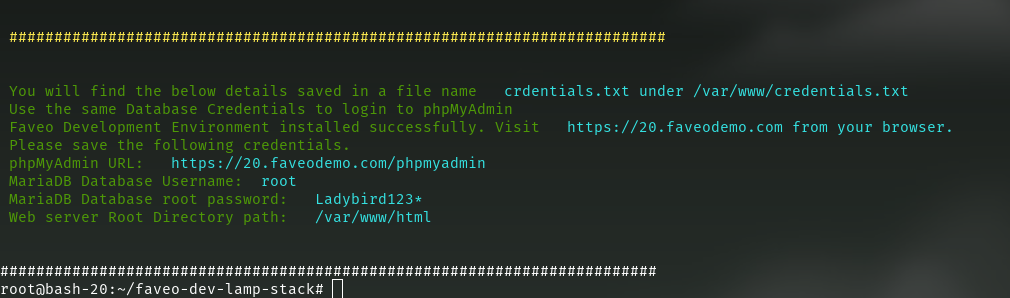 #########################################################################
You will find the below details saved in a file name crdentials.txt under /var/www/credentials.txt
Use the same Database Credentials to login to phpMyAdmin
Faveo Development Environment installed successfully. Visit https://20.faveodemo.com from your browser.
Please save the following credentials.
phpMyAdmin URL: https://20.faveodemo.com/phpmyadmin
MariaDB Database Username: root
MariaDB Database root password: Ladybird123*
Web server Root Directory path: /var/www/html
#########################################################################
root@bash-20:~/faveo-dev-lamp-stack#